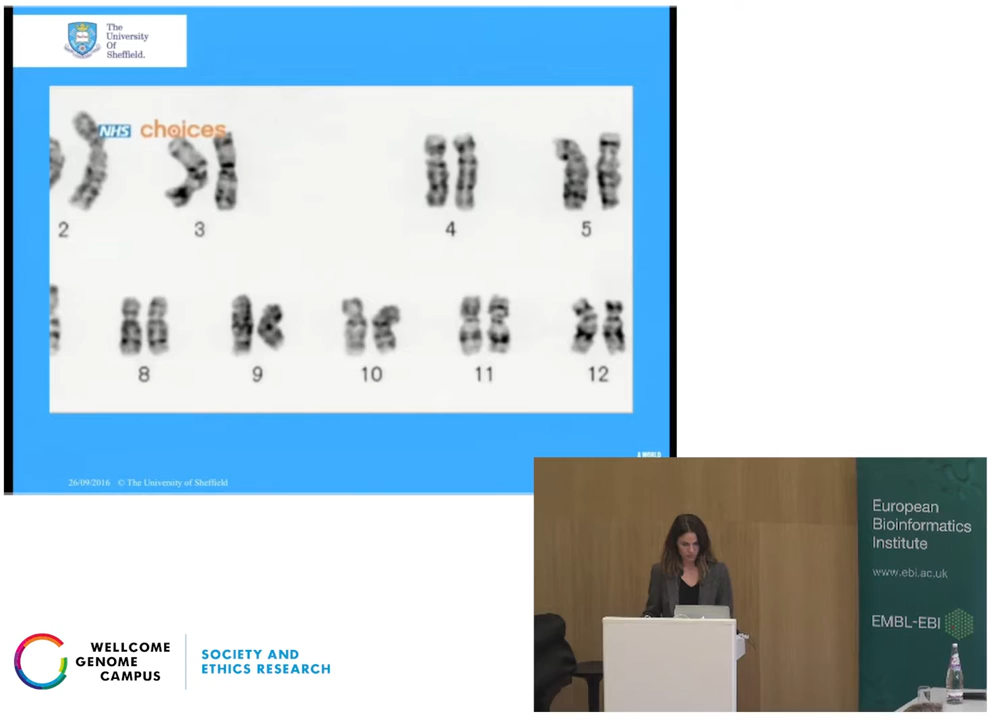 The
University
Of
Sheffield.
NHS choices
2 3 4 5
8 9 10 11 12
A WORLD
26/09/2016 © The University of Sheffield
European
Bioinformatics
Institute
www.ebi.ac.uk
EMBL-EBI
WELLCOME
GENOME
CAMPUS
SOCIETY AND
ETHICS RESEARCH